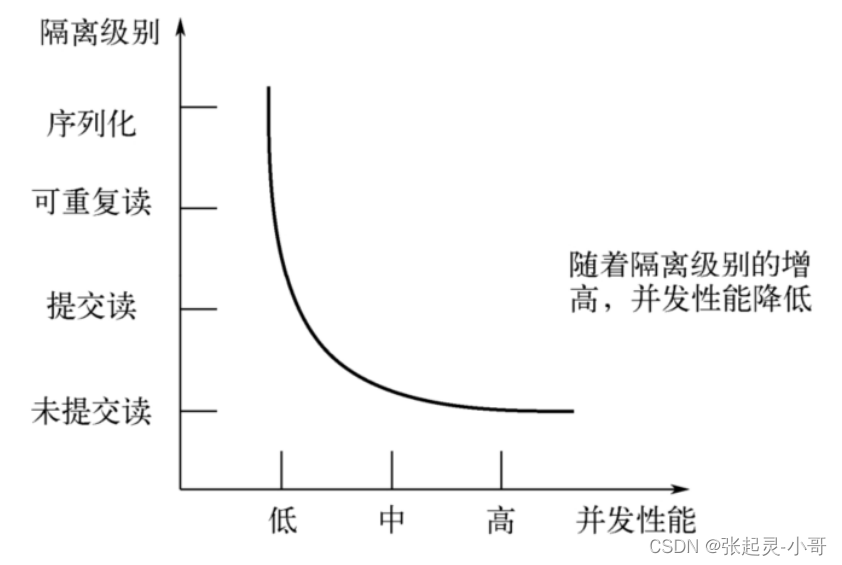 隔离级别
序列化
可重复读
提交读
未提交读
随着隔离级别的增
高，并发性能降低
低
中
高
并发性能
CSDN @张起灵-小哥